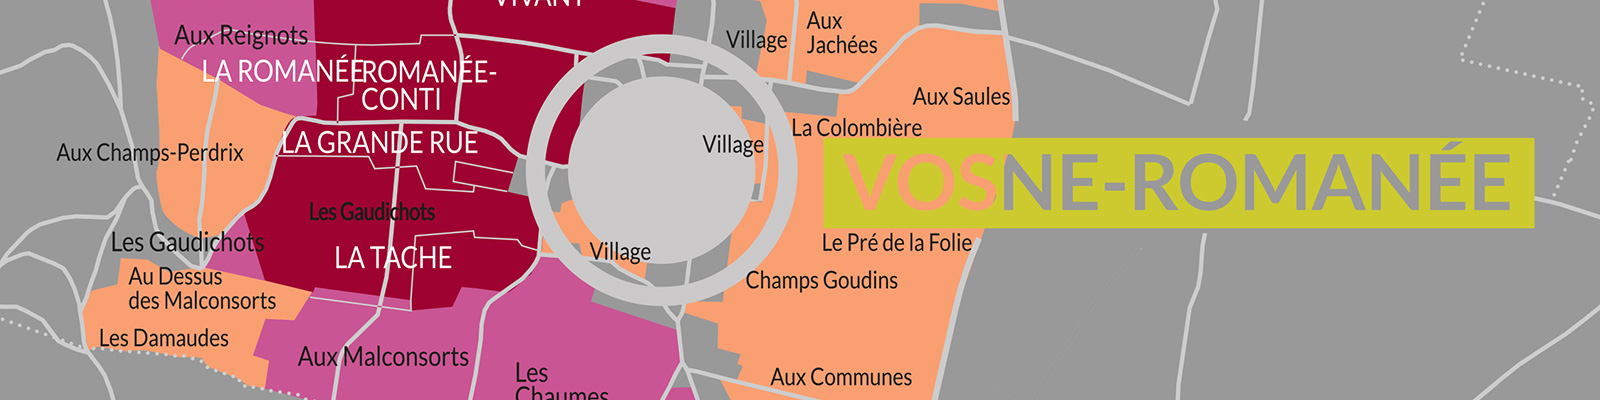 VIVANT
Aux Reignots
LA ROMANÉE
ROMANÉE-
CONTI
LA GRANDE RUE
Aux Champs-Perdrix
Les Gaudichots
LA TACHE
Les Gaudichots
Au Dessus
des Malconsorts
Les Damaudes
Aux Malconsorts
Les
Chaumes
Village
Aux
Jachées
Aux Saules
Village
La Colombière
VOSNE-ROMANÉE
Village
Le Pré de la Folie
Champs Goudins
Aux Communes